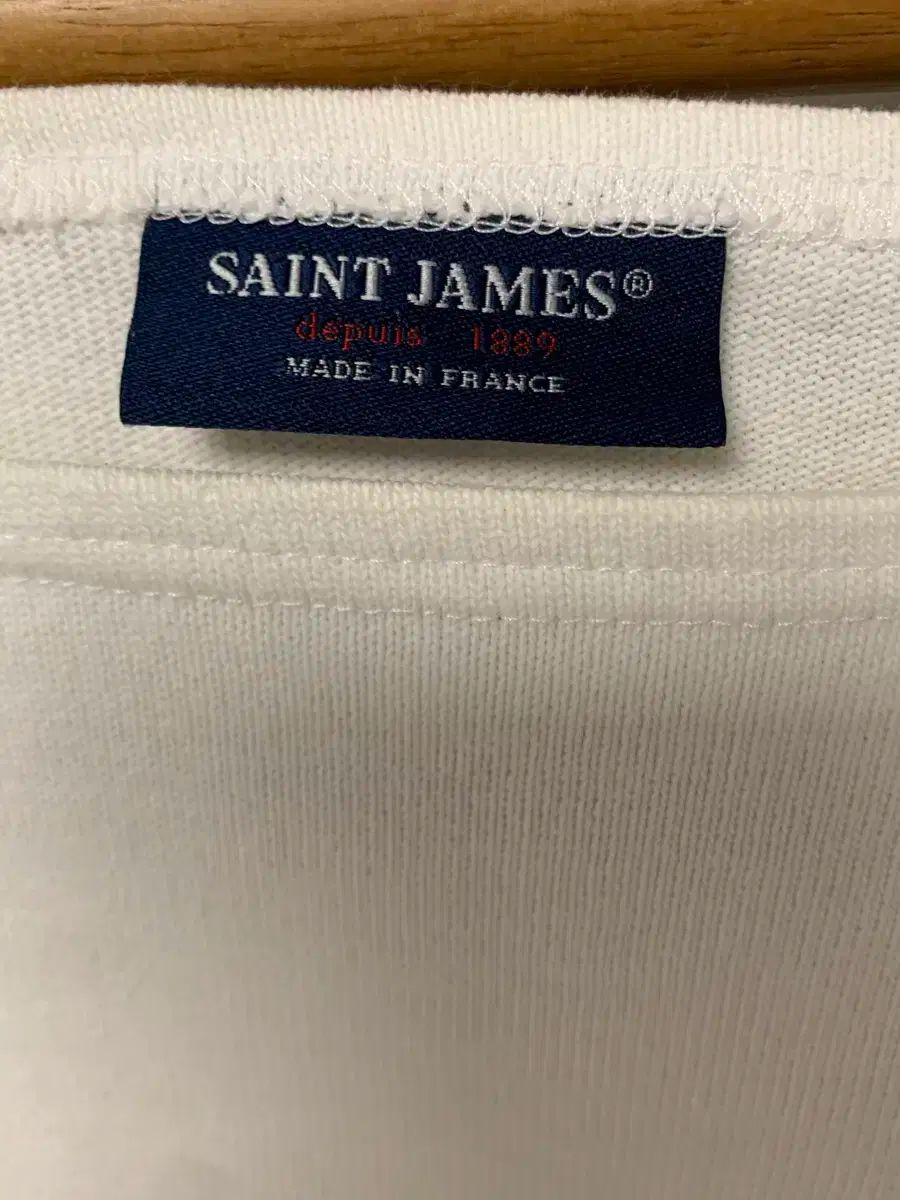 SAINT JAMES®
depuis 1889
MADE IN FRANCE